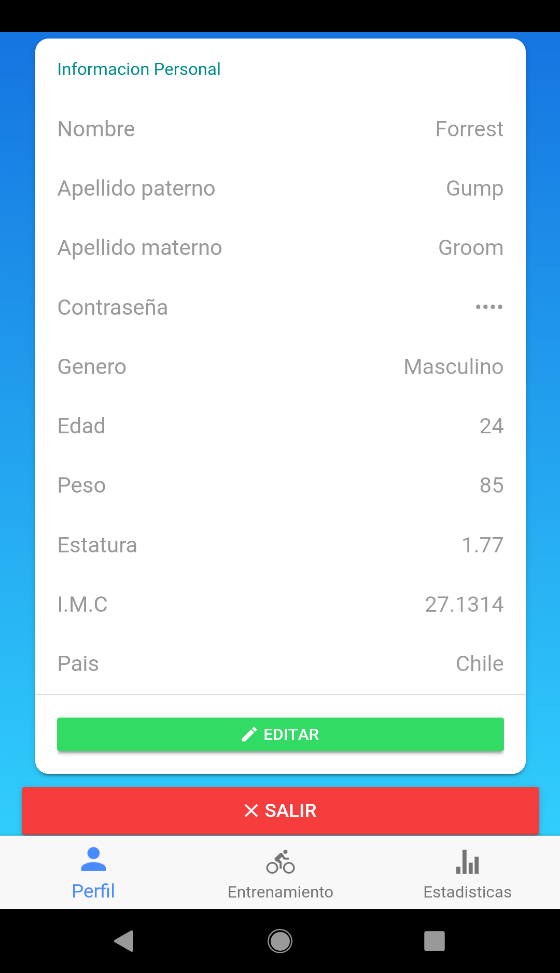 Informacion Personal
Nombre Forrest
Apellido paterno Gump
Apellido materno Groom
Contraseña ••••
Genero Masculino
Edad 24
Peso 85
Estatura 1.77
I.M.C 27.1314
Pais Chile
EDITAR
SALIR
Perfil Entrenamiento Estadisticas